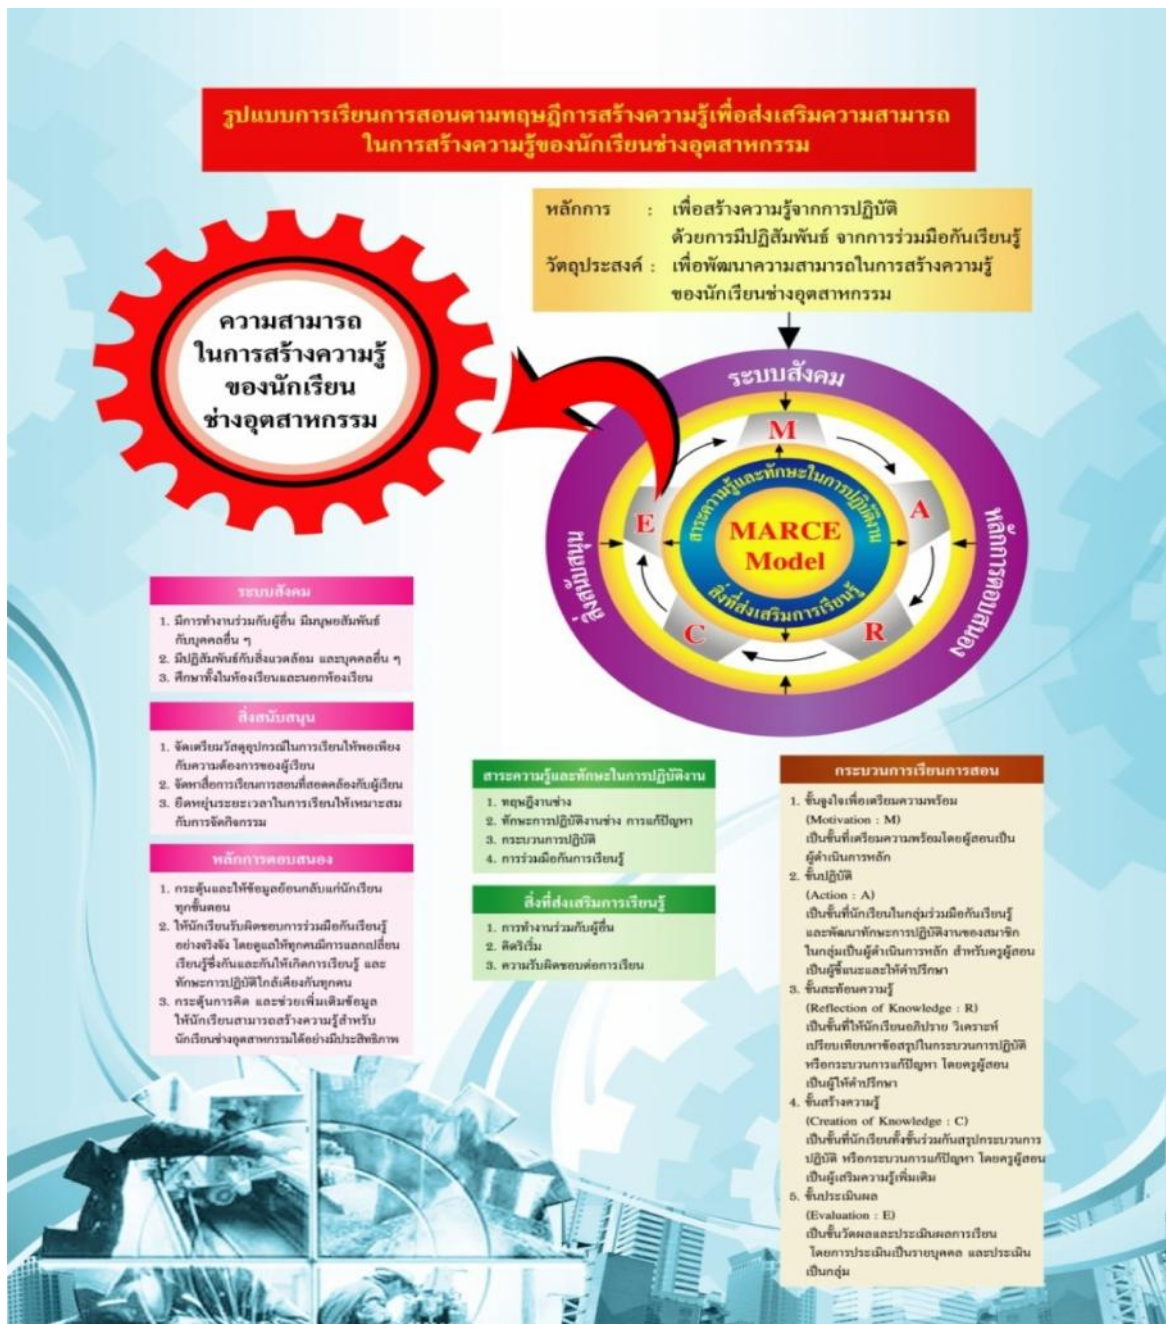 รูปแบบการเรียนการสอนตามทฤษฎีการสร้างความรู้เพื่อส่งเสริมความสามารถ
ในการสร้างความรู้ของนักเรียนช่างอุตสาหกรรม
หลักการ : เพื่อสร้างความรู้จากการปฏิบัติ
ด้วยการมีปฏิสัมพันธ์ จากการร่วมมือกันเรียนรู้
วัตถุประสงค์ : เพื่อพัฒนาความสามารถในการสร้างความรู้
ของนักเรียนช่างอุตสาหกรรม
ความสามารถ
ในการสร้างความรู้
ของนักเรียน
ช่างอุตสาหกรรม
ระบบสังคม
หลักการตอบสนอง
สิ่งสนับสนุน
M
A
R
C
E
สาระความรู้และทักษะในการปฏิบัติงาน
สิ่งที่ส่งเสริมการเรียนรู้
MARCE
Model
ระบบสังคม
1. มีการทำงานร่วมกับผู้อื่น มีมนุษยสัมพันธ์
กับบุคคลอื่น ๆ
2. มีปฏิสัมพันธ์กับสิ่งแวดล้อม และบุคคลอื่น ๆ
3. ศึกษาทั้งในห้องเรียนและนอกห้องเรียน
สิ่งสนับสนุน
1. จัดเตรียมวัสดุอุปกรณ์ในการเรียนให้พอเพียง
กับความต้องการของผู้เรียน
2. จัดหาสื่อการเรียนการสอนที่สอดคล้องกับผู้เรียน
3. ยืดหยุ่นระยะเวลาในการเรียนให้เหมาะสม
กับการจัดกิจกรรม
หลักการตอบสนอง
1. กระตุ้นและให้ข้อมูลย้อนกลับแก่นักเรียน
ทุกขั้นตอน
2. ให้นักเรียนรับผิดชอบการร่วมมือกันเรียนรู้
อย่างจริงจัง โดยดูแลให้ทุกคนมีการแลกเปลี่ยน
เรียนรู้ซึ่งกันและกันให้เกิดการเรียนรู้ และ
ทักษะการปฏิบัติใกล้เคียงกันทุกคน
3. กระตุ้นการคิด และช่วยเพิ่มเติมข้อมูล
ให้นักเรียนสามารถสร้างความรู้สำหรับ
นักเรียนช่างอุตสาหกรรมได้อย่างมีประสิทธิภาพ
สาระความรู้และทักษะในการปฏิบัติงาน
1. ทฤษฎีงานช่าง
2. ทักษะการปฏิบัติงานช่าง การแก้ปัญหา
3. กระบวนการปฏิบัติ
4. การร่วมมือกันการเรียนรู้
สิ่งที่ส่งเสริมการเรียนรู้
1. การทำงานร่วมกับผู้อื่น
2. คิดริเริ่ม
3. ความรับผิดชอบต่อการเรียน
กระบวนการเรียนการสอน
1. ขั้นจูงใจเพื่อเตรียมความพร้อม
(Motivation : M)
เป็นขั้นที่เตรียมความพร้อมโดยผู้สอนเป็น
ผู้ดำเนินการหลัก
2. ขั้นปฏิบัติ
(Action : A)
เป็นขั้นที่นักเรียนในกลุ่มร่วมมือกันเรียนรู้
และพัฒนาทักษะการปฏิบัติงานของสมาชิก
ในกลุ่มเป็นผู้ดำเนินการหลัก สำหรับครูผู้สอน
เป็นผู้ชี้แนะและให้คำปรึกษา
3. ขั้นสะท้อนความรู้
(Reflection of Knowledge : R)
เป็นขั้นที่ให้นักเรียนอภิปราย วิเคราะห์
เปรียบเทียบหาข้อสรุปในกระบวนการปฏิบัติ
หรือกระบวนการแก้ปัญหา โดยครูผู้สอน
เป็นผู้ให้คำปรึกษา
4. ขั้นสร้างความรู้
(Creation of Knowledge : C)
เป็นขั้นที่นักเรียนทั้งชั้นร่วมกันสรุปกระบวนการ
ปฏิบัติ หรือกระบวนการแก้ปัญหา โดยครูผู้สอน
เป็นผู้เสริมความรู้เพิ่มเติม
5. ขั้นประเมินผล
(Evaluation : E)
เป็นขั้นวัดผลและประเมินผลการเรียน
โดยการประเมินเป็นรายบุคคล และประเมิน
เป็นกลุ่ม